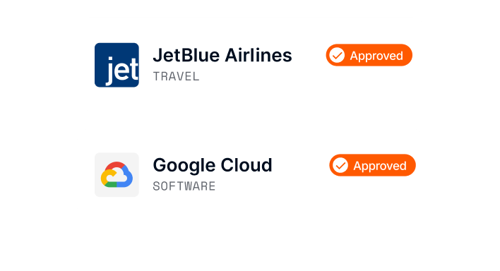 jet
JetBlue Airlines
Approved
TRAVEL
Google Cloud
Approved
SOFTWARE